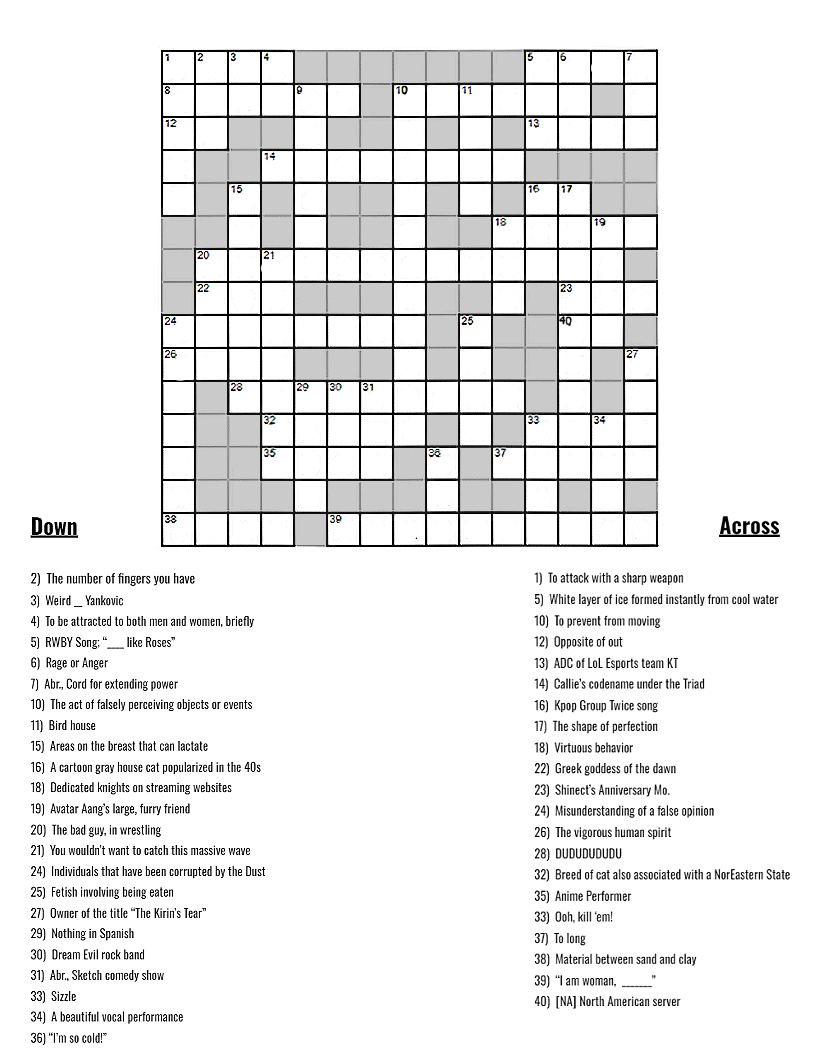 1 2 3 4 5 6 7
8 9 10 11
12 13
14
15 16 17
18 19
20 21
22 23
24 25 40
26 27
28 29 30 31
32 33 34
35 36 37
38 39
Down
2) The number of fingers you have
3) Weird __ Yankovic
4) To be attracted to both men and women, briefly
5) RWBY Song; “____ like Roses”
6) Rage or Anger
7) Abr., Cord for extending power
10) The act of falsely perceiving objects or events
11) Bird house
15) Areas on the breast that can lactate
16) A cartoon gray house cat popularized in the 40s
18) Dedicated knights on streaming websites
19) Avatar Aang’s large, furry friend
20) The bad guy, in wrestling
21) You wouldn’t want to catch this massive wave
24) Individuals that have been corrupted by the Dust
25) Fetish involving being eaten
27) Owner of the title “The Kirin’s Tear”
29) Nothing in Spanish
30) Dream Evil rock band
31) Abr., Sketch comedy show
33) Sizzle
34) A beautiful vocal performance
36) “I’m so cold!”
Across
1) To attack with a sharp weapon
5) White layer of ice formed instantly from cool water
10) To prevent from moving
12) Opposite of out
13) ADC of LoL Esports team KT
14) Callie’s codename under the Triad
16) Kpop Group Twice song
17) The shape of perfection
18) Virtuous behavior
22) Greek goddess of the dawn
23) Shinect’s Anniversary Mo.
24) Misunderstanding of a false opinion
26) The vigorous human spirit
28) DUDUDUDUDU
32) Breed of cat also associated with a NorEastern State
35) Anime Performer
33) Ooh, kill ‘em!
37) To long
38) Material between sand and clay
39) “I am woman, _______”
40) [NA] North American server